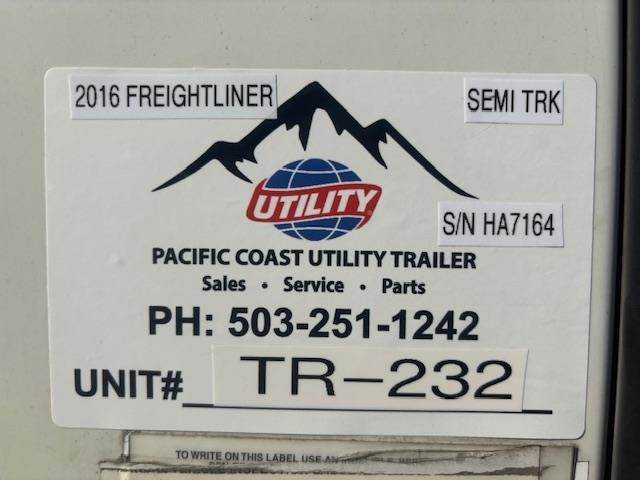 2016 FREIGHTLINER
SEMI TRK
UTILITY
S/N HA7164
PACIFIC COAST UTILITY TRAILER
Sales • Service • Parts
PH: 503-251-1242
UNIT# TR-232
TO WRITE ON THIS LABEL USE AN